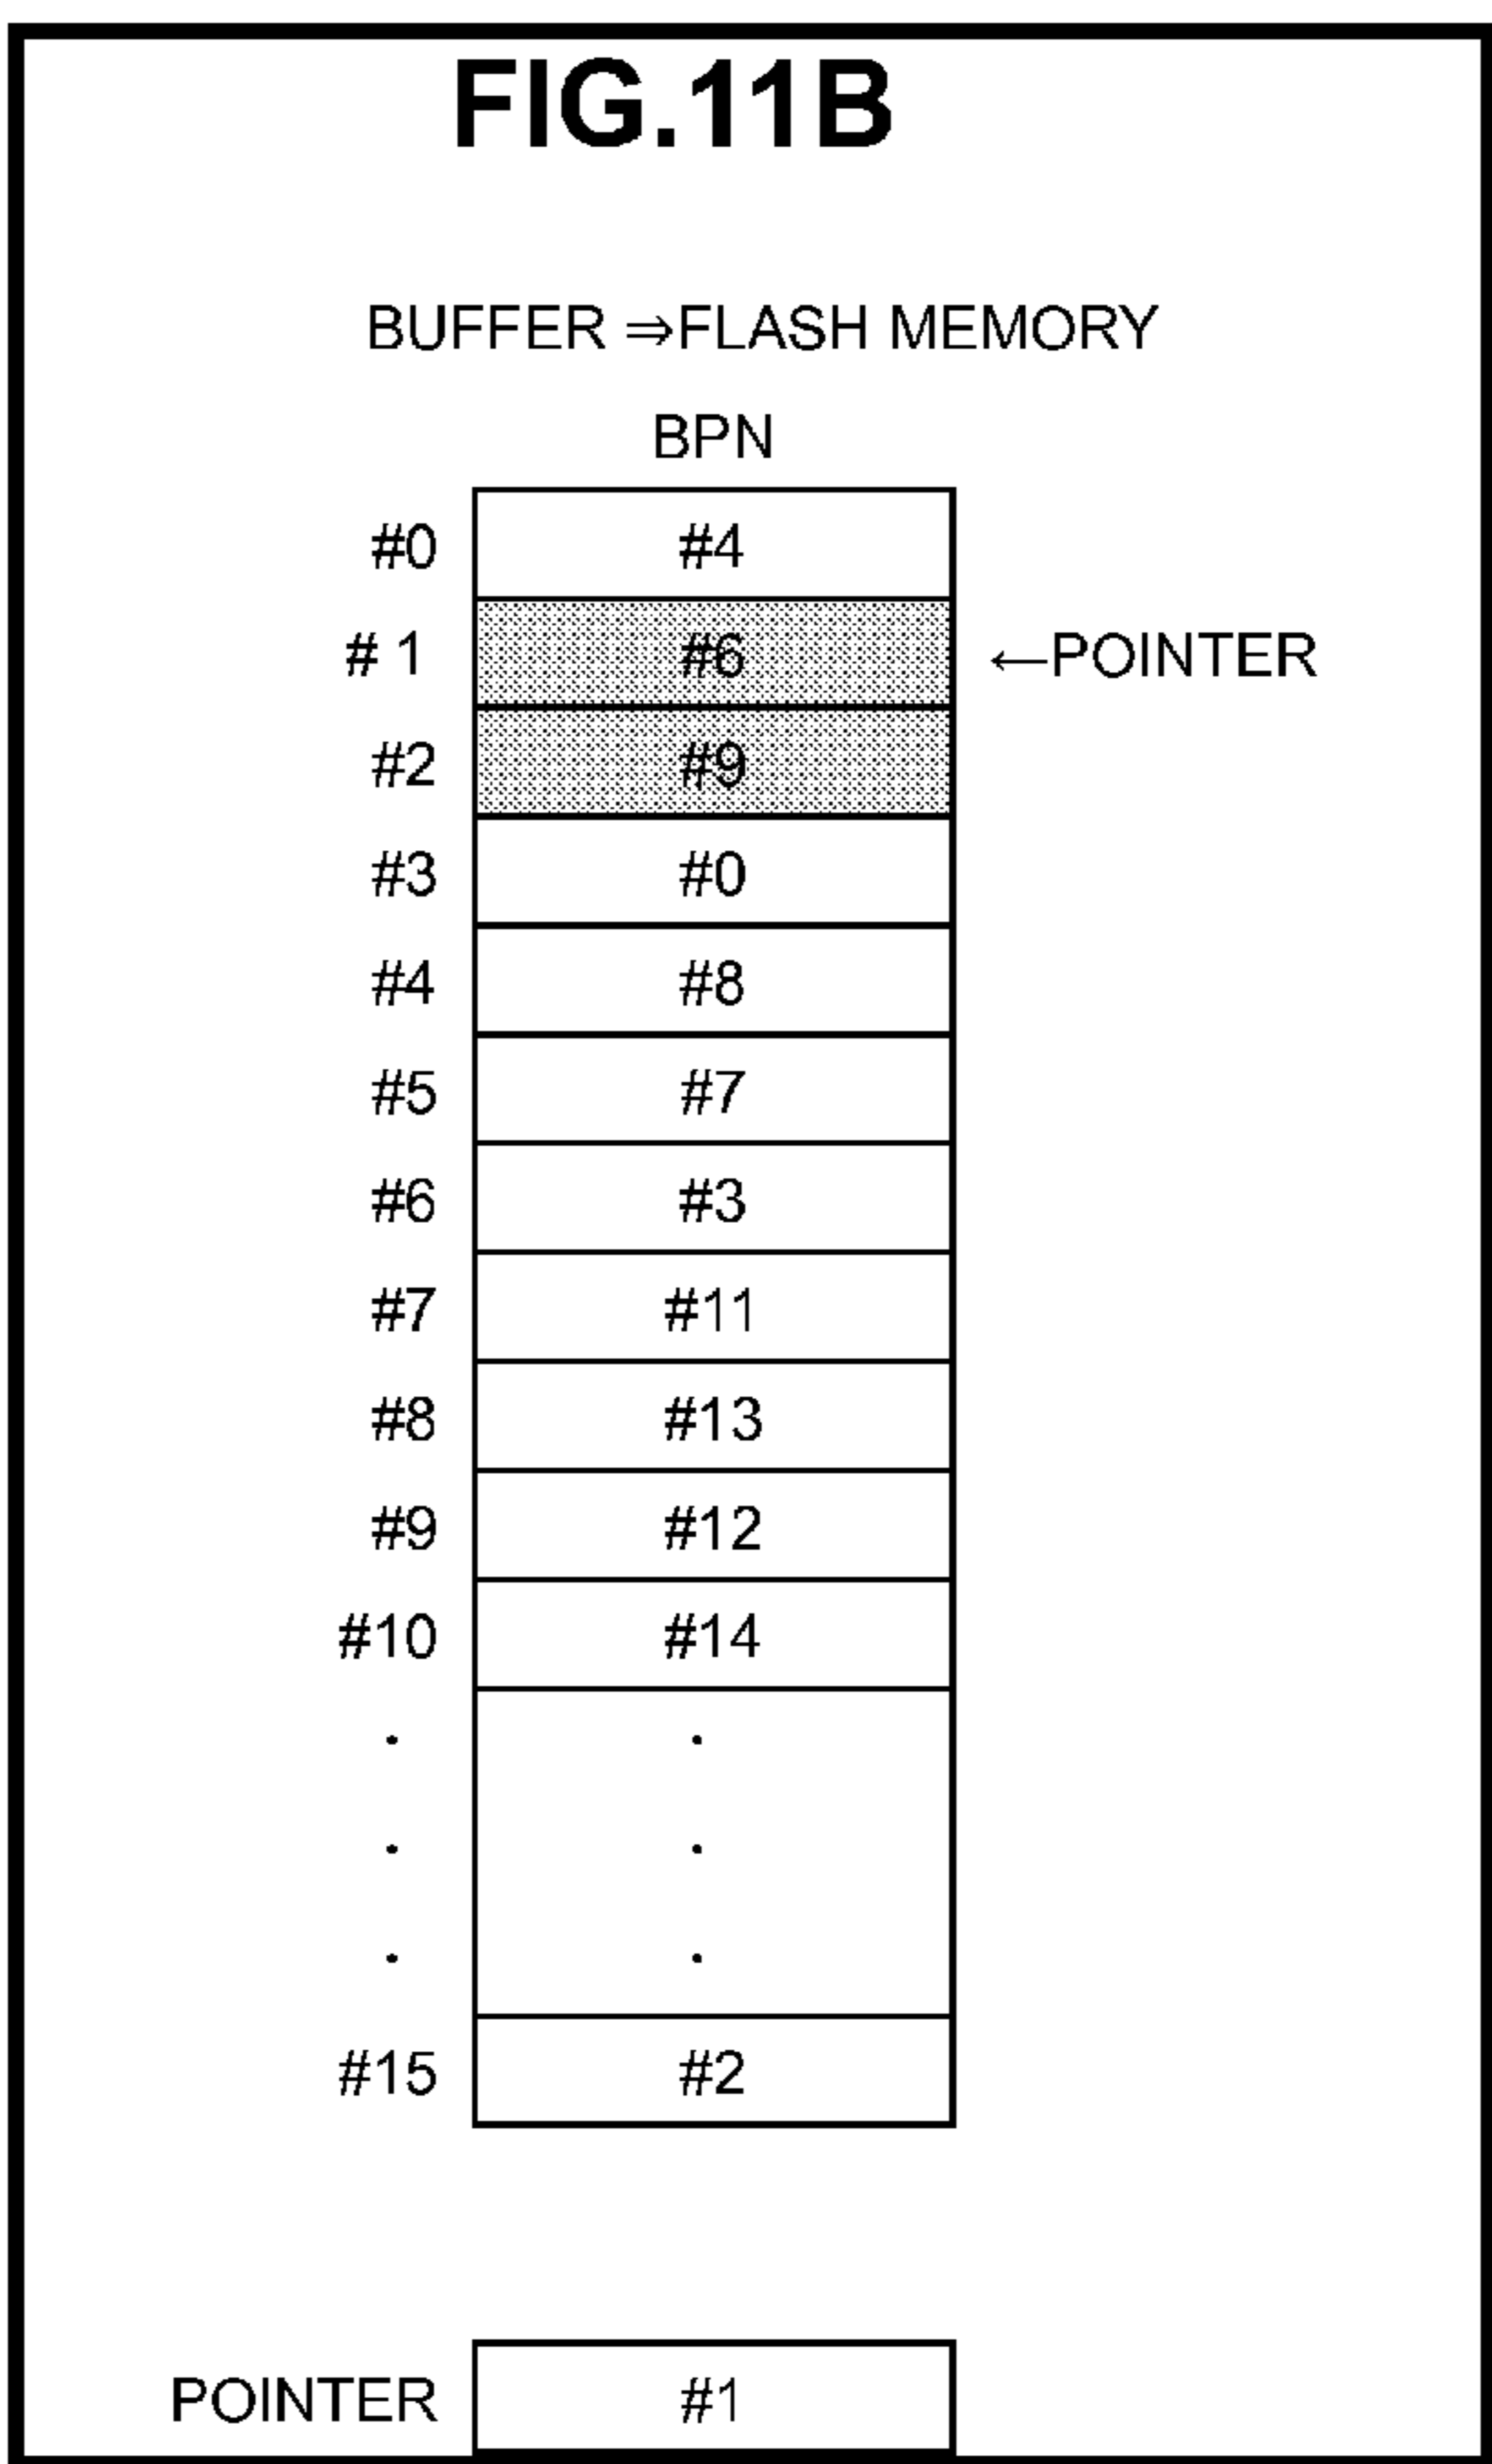 FIG.11B
BUFFER ⇒FLASH MEMORY
BPN
#0 #4
# 1 #6 ←POINTER
#2 #9
#3 #0
#4 #8
#5 #7
#6 #3
#7 #11
#8 #13
#9 #12
#10 #14
. .
. .
. .
#15 #2
POINTER #1